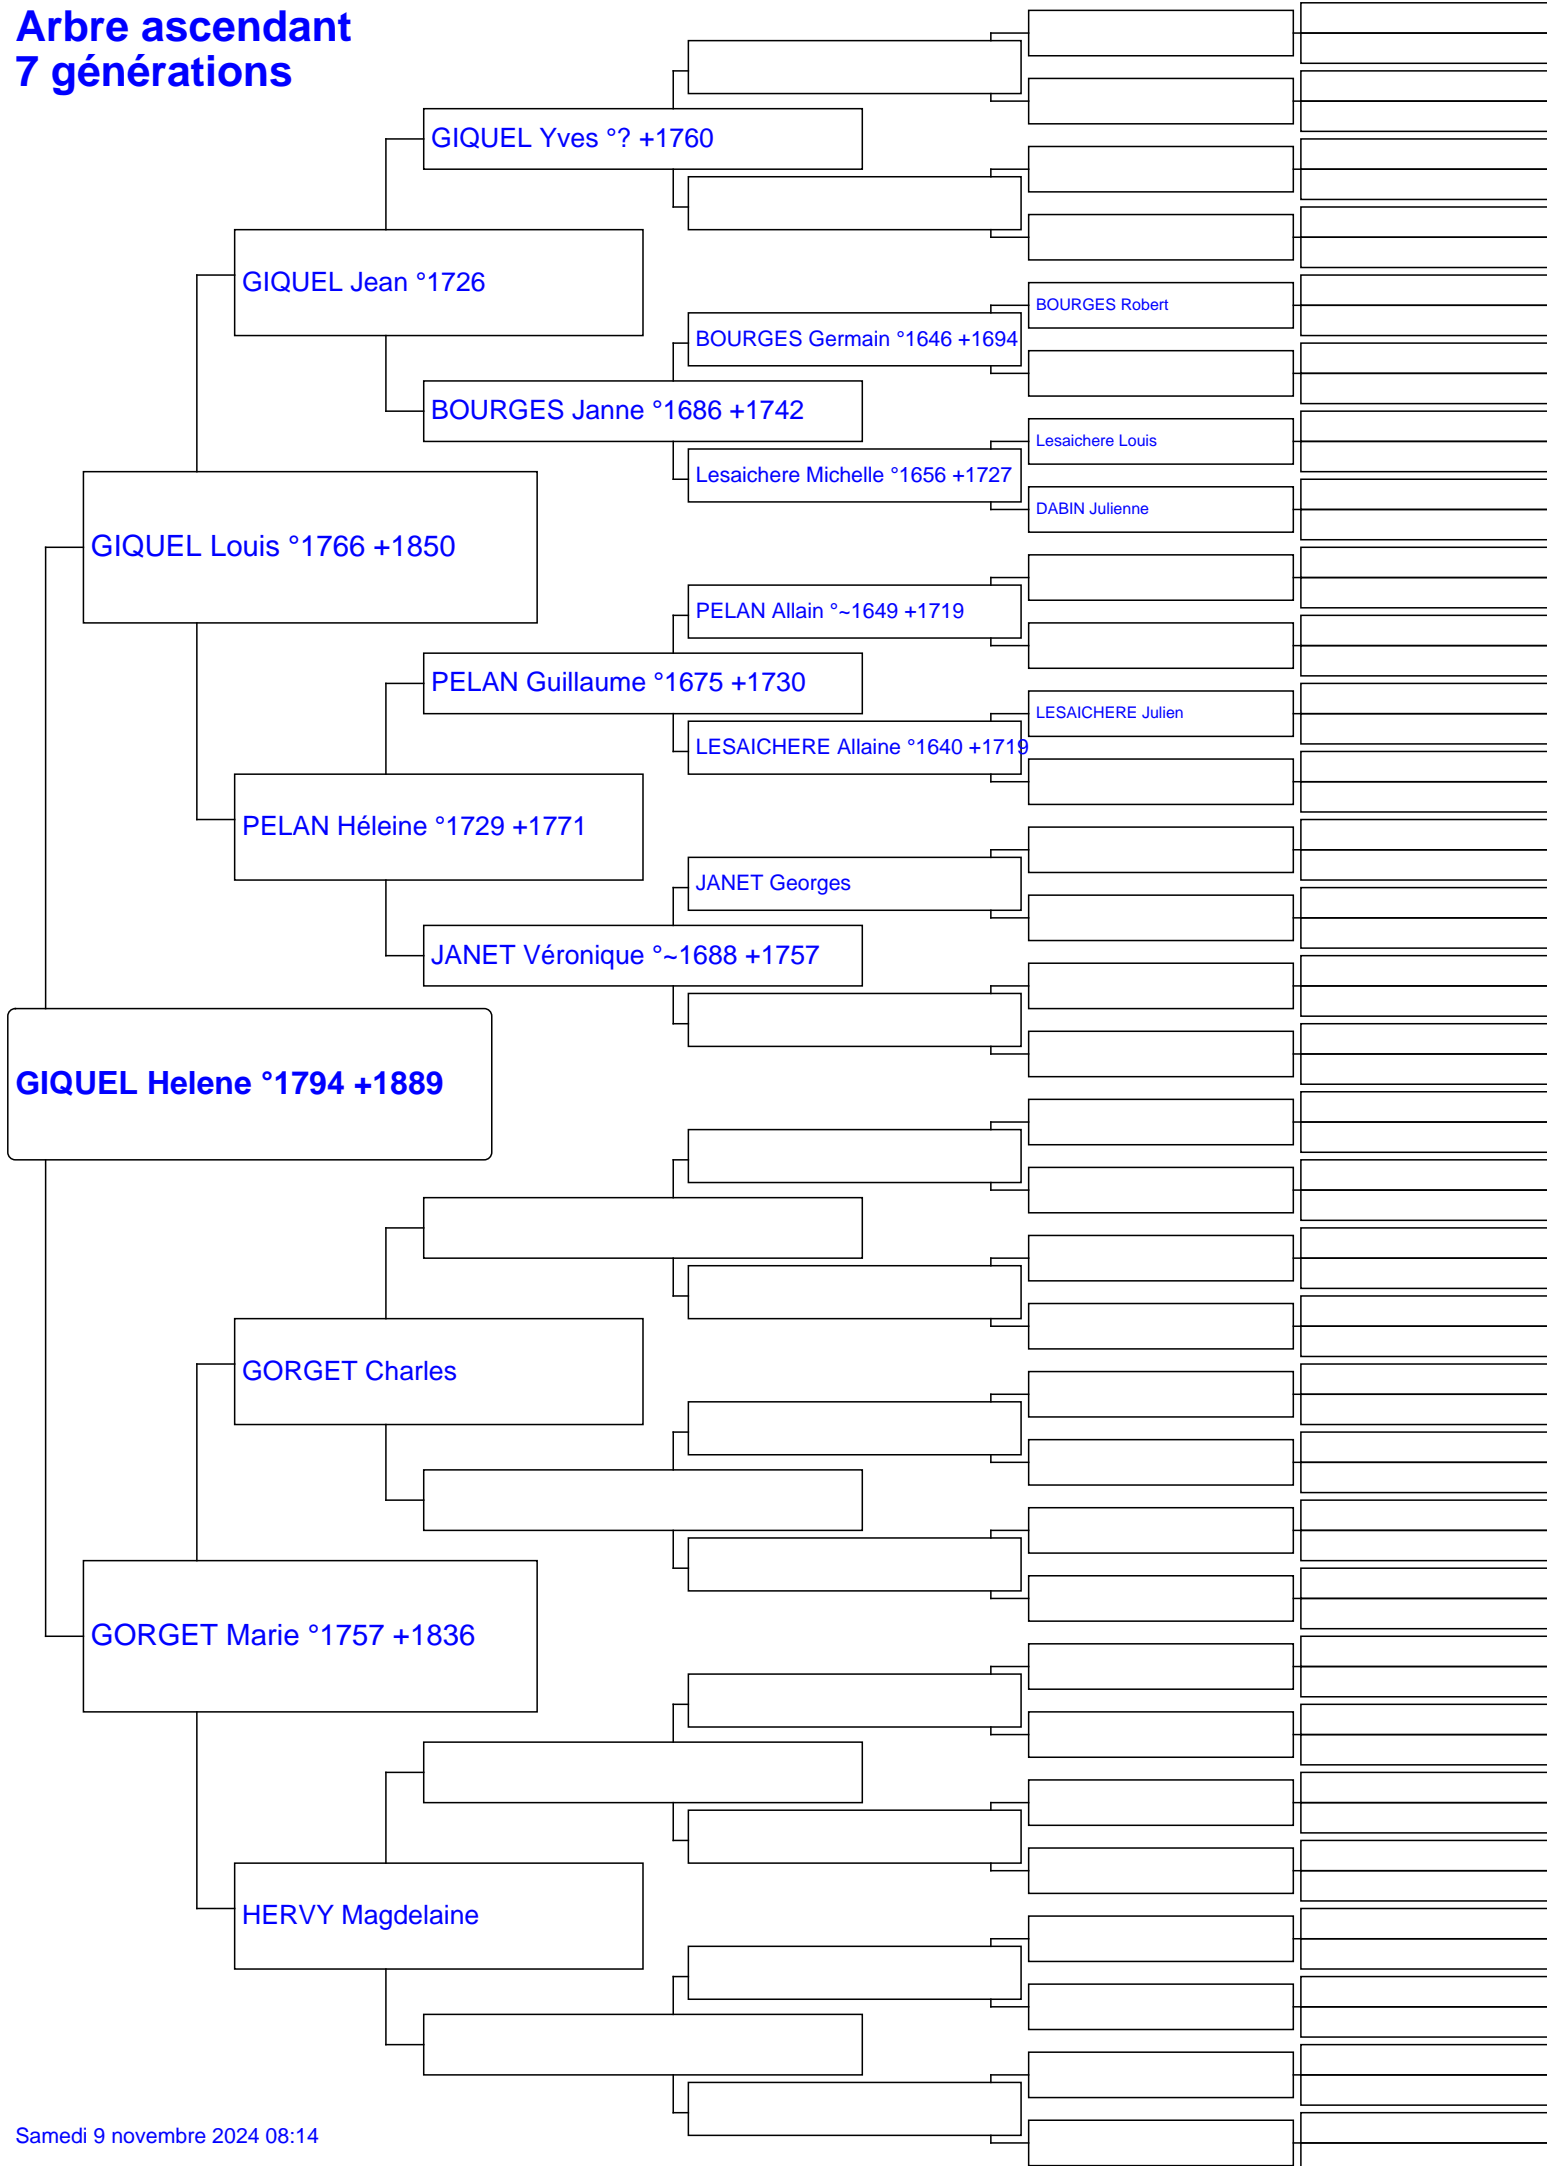 Arbre ascendant
7 générations
GIQUEL Yves °? +1760
GIQUEL Jean °1726
BOURGES Robert
BOURGES Germain °1646 +1694
BOURGES Janne °1686 +1742
Lesaichere Louis
Lesaichere Michelle °1656 +1727
DABIN Julienne
GIQUEL Louis °1766 +1850
PELAN Allain °~1649 +1719
PELAN Guillaume °1675 +1730
LESAICHERE Julien
LESAICHERE Allaine °1640 +1719
PELAN Héleine °1729 +1771
JANET Georges
JANET Véronique °~1688 +1757
GIQUEL Helene °1794 +1889
GORGET Charles
GORGET Marie °1757 +1836
HERVY Magdelaine
Samedi 9 novembre 2024 08:14